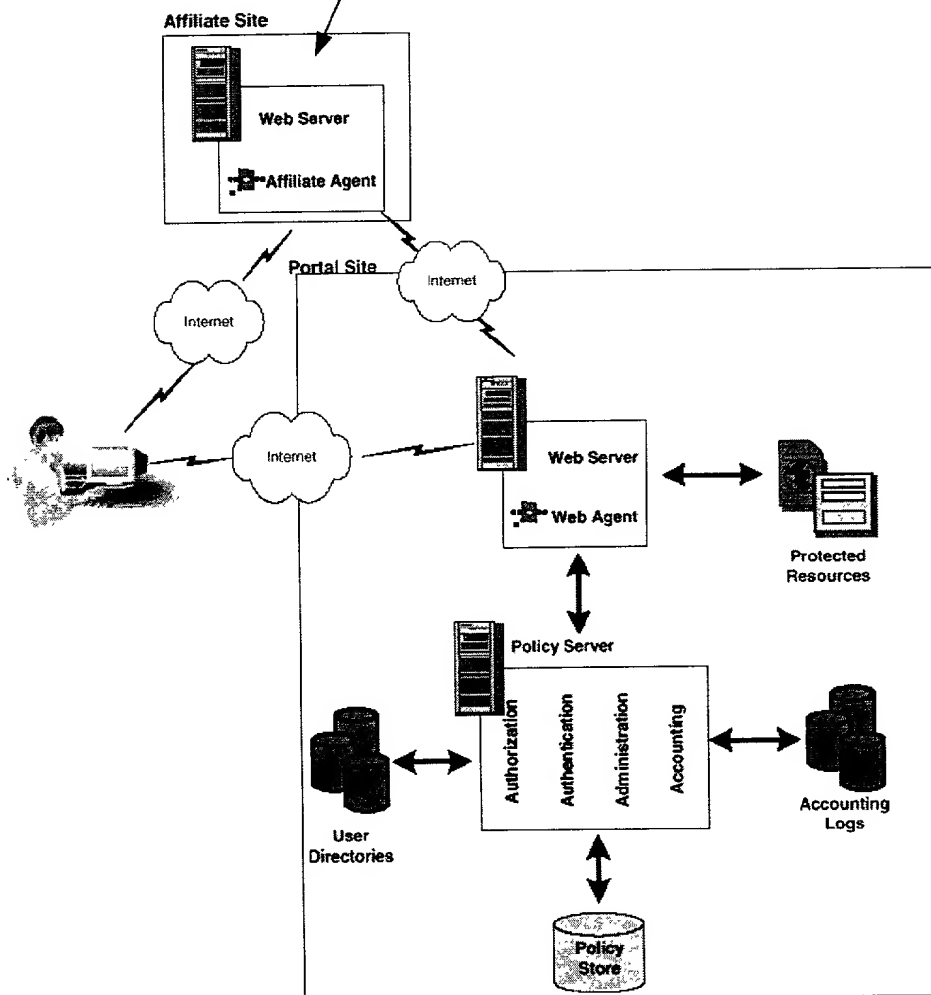 Affiliate Site
Web Server
Affiliate Agent
Portal Site
Internet
Internet
Internet
Web Server
Web Agent
Protected
Resources
Policy Server
Authorization
Authentication
Administration
Accounting
User
Directories
Accounting
Logs
Policy
Store